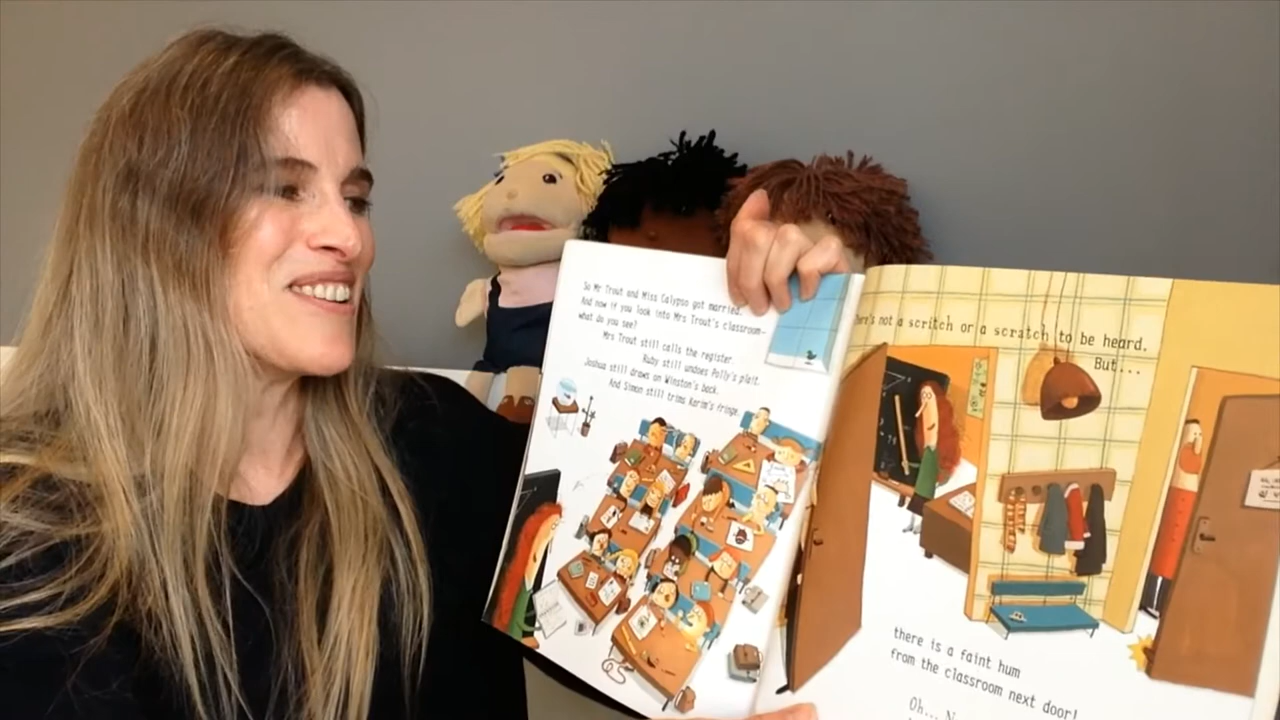 So Mr Trout and Miss Calypso got married.
And now if you look into Mrs Trout's classroom–
what do you see?
Mrs Trout still calls the register.
Ruby still undoes Polly's plait.
Joshua still draws on Winston's back.
And Simon still trims Karim's fringe.
There's not a scritch or a scratch to be heard.
But...
there is a faint hum
from the classroom next door!
Oh...